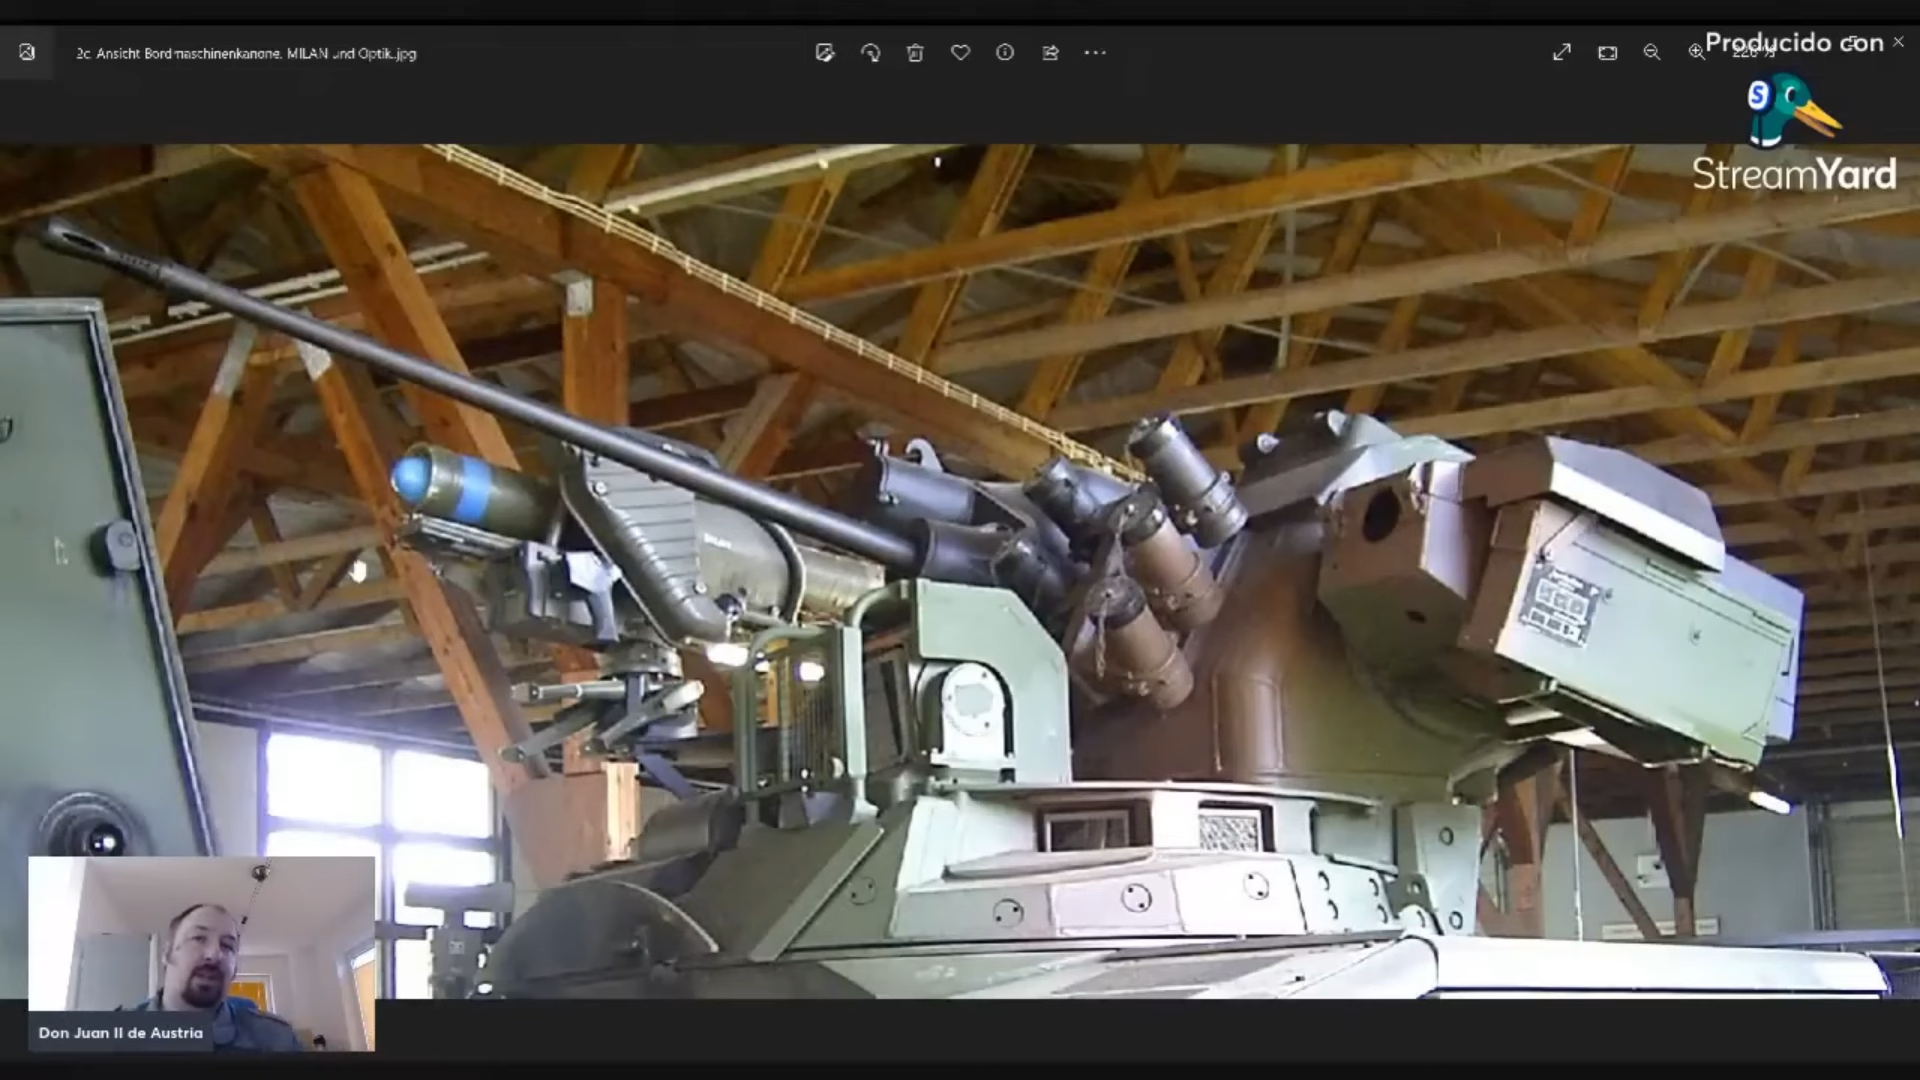 2c. Ansicht Bordmaschinenkanone, MILAN und Optik.jpg
Producido con
StreamYard
Don Juan II de Austria